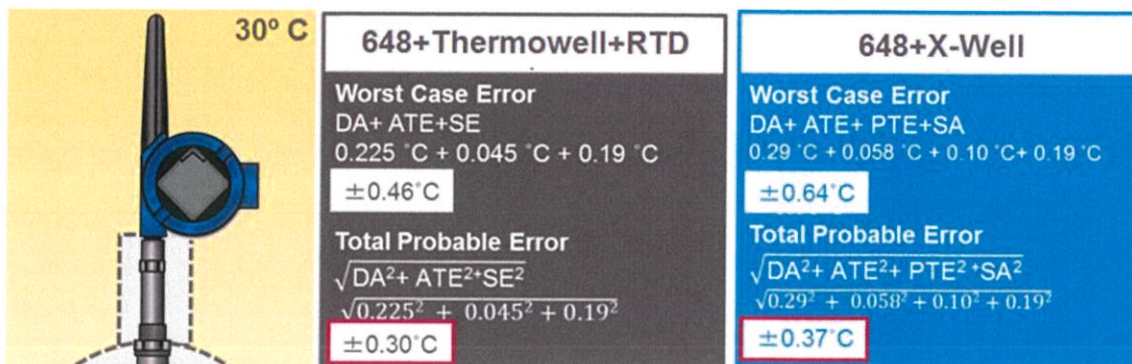 30º C
648+Thermowell+RTD
Worst Case Error
DA+ ATE+SE
0.225 ˚C + 0.045 ˚C + 0.19 ˚C
±0.46˚C
Total Probable Error
√DA²+ ATE²⁺SE²
√0.225² + 0.045² + 0.19²
±0.30˚C
648+X-Well
Worst Case Error
DA+ ATE+ PTE+SA
0.29 ˚C + 0.058 ˚C + 0.10 ˚C+ 0.19 ˚C
±0.64˚C
Total Probable Error
√DA²+ ATE²+ PTE² ⁺SA²
√0.29² + 0.058² + 0.10² + 0.19²
±0.37˚C